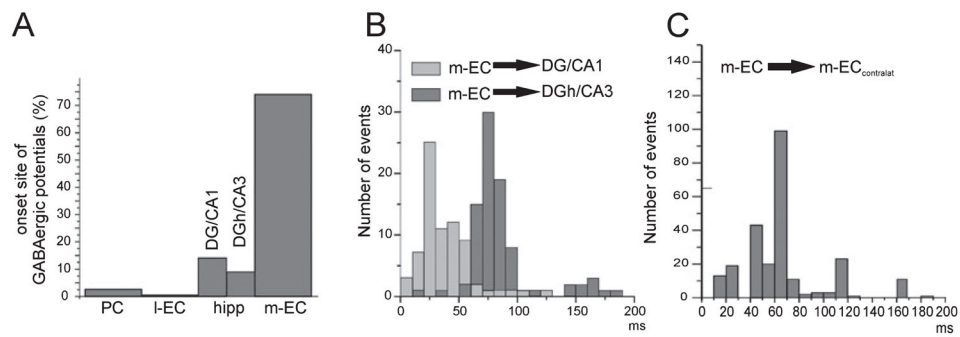 A
onset site of
GABAergic potentials (%)
70
60
50
40
30
20
10
0
DG/CA1
DGh/CA3
PC l-EC hipp m-EC
B
Number of events
40
30
20
10
0
m-EC DG/CA1
m-EC DGh/CA3
0 50 100 150 200
ms
C
Number of events
140
120
100
80
60
40
20
0
m-EC m-ECcontralat
0 20 40 60 80 100 120 140 160 180 200
ms